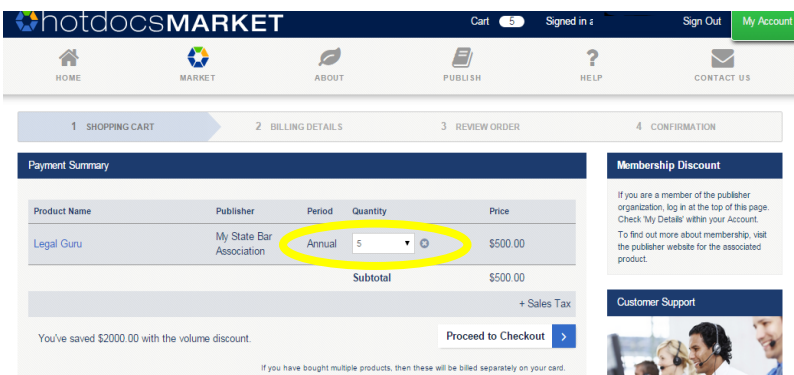 hotdocsMARKET
Cart 5 Signed in a Sign Out My Account
HOME MARKET ABOUT PUBLISH HELP CONTACT US
1 SHOPPING CART 2 BILLING DETAILS 3 REVIEW ORDER 4 CONFIRMATION
Payment Summary
Product Name Publisher Period Quantity Price
Legal Guru My State Bar Association Annual 5 $500.00
Subtotal $500.00
+ Sales Tax
You've saved $2000.00 with the volume discount. Proceed to Checkout >
If you have bought multiple products, then these will be billed separately on your card.
Membership Discount
If you are a member of the publisher
organization, log in at the top of this page.
Check 'My Details' within your Account.
To find out more about membership, visit
the publisher website for the associated
product.
Customer Support